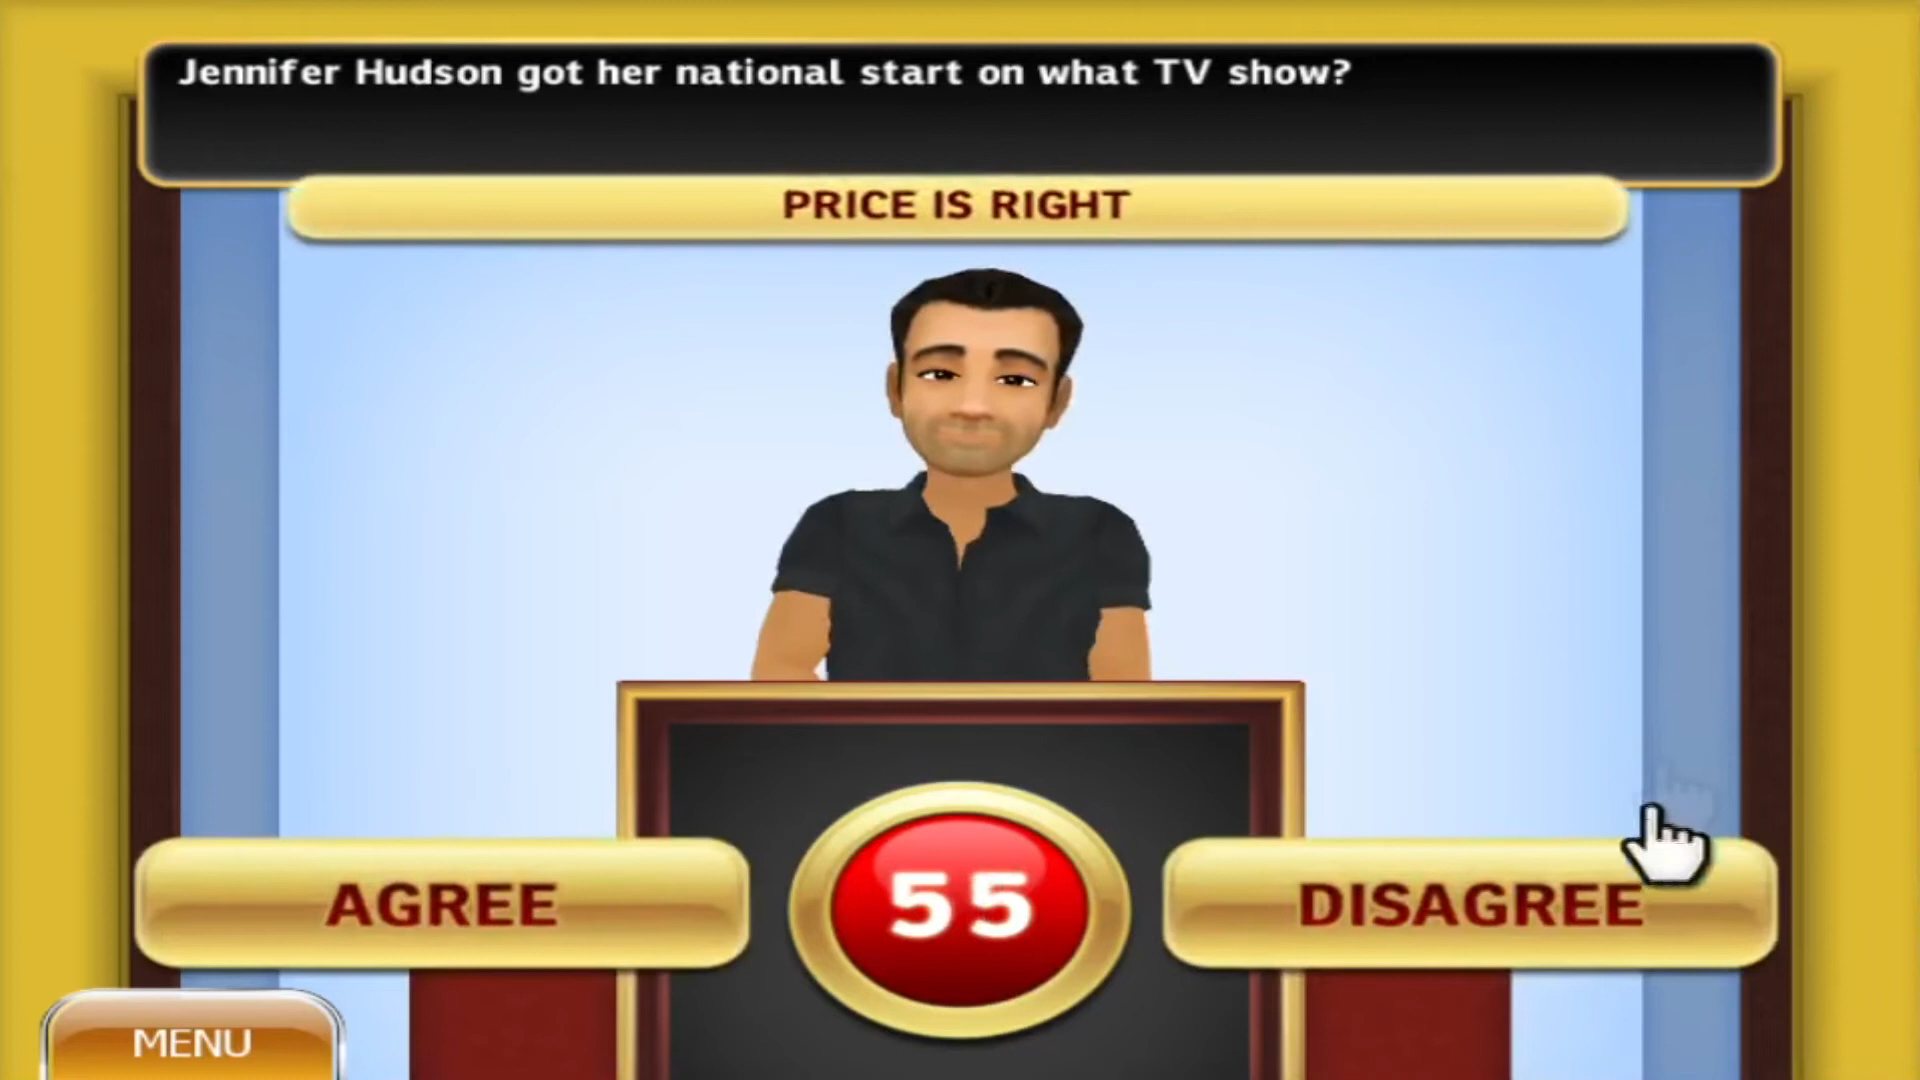 Jennifer Hudson got her national start on what TV show?
PRICE IS RIGHT
AGREE
55
DISAGREE
MENU